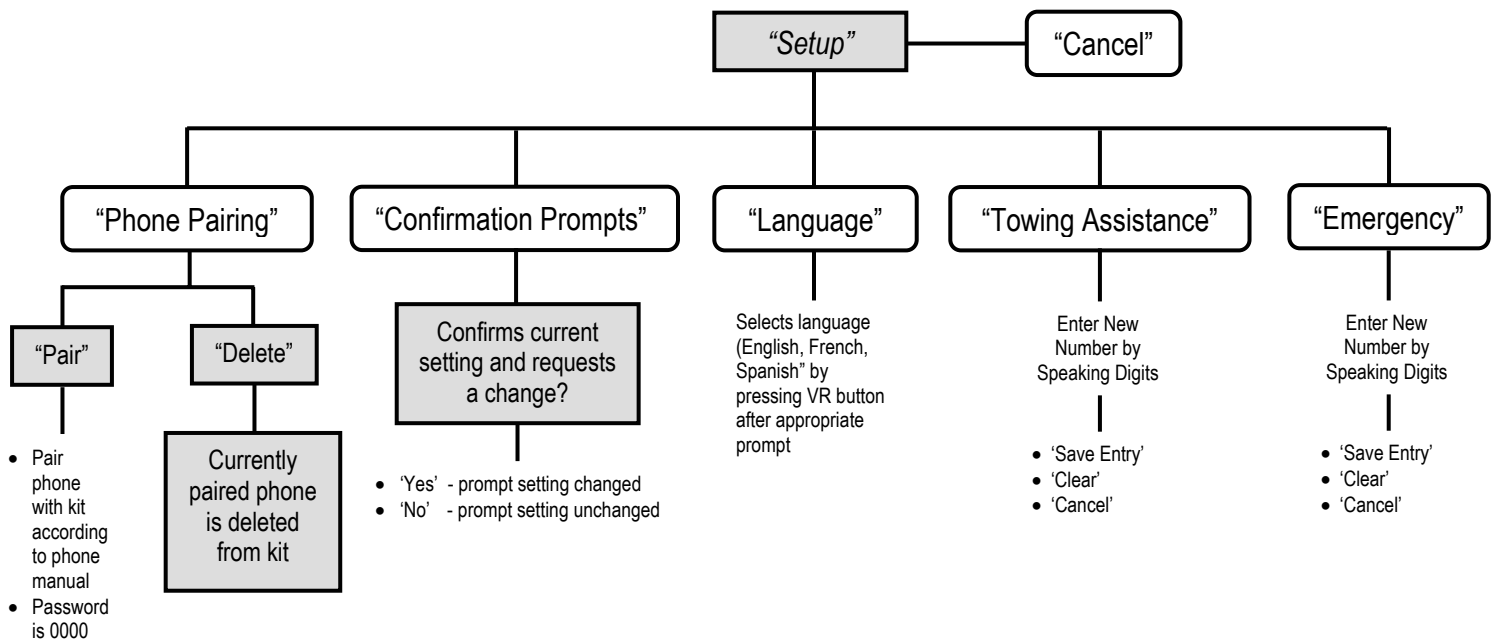 “Setup”
“Cancel”
“Phone Pairing”
“Confirmation Prompts”
“Language”
“Towing Assistance”
“Emergency”
“Pair”
“Delete”
• Pair
phone
with kit
according
to phone
manual
• Password
is 0000
Currently
paired phone
is deleted
from kit
Confirms current
setting and requests
a change?
• ‘Yes’ - prompt setting changed
• ‘No’ - prompt setting unchanged
Selects language
(English, French,
Spanish” by
pressing VR button
after appropriate
prompt
Enter New
Number by
Speaking Digits
• ‘Save Entry’
• ‘Clear’
• ‘Cancel’
Enter New
Number by
Speaking Digits
• ‘Save Entry’
• ‘Clear’
• ‘Cancel’